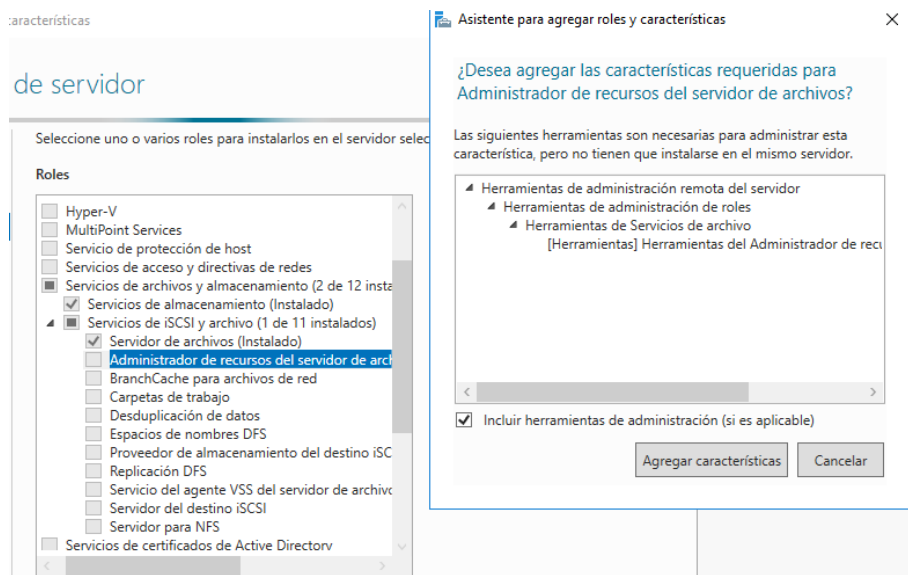 características
de servidor
Seleccione uno o varios roles para instalarlos en el servidor selec
Roles
Hyper-V
MultiPoint Services
Servicio de protección de host
Servicios de acceso y directivas de redes
Servicios de archivos y almacenamiento (2 de 12 insta
Servicios de almacenamiento (Instalado)
Servicios de iSCSI y archivo (1 de 11 instalados)
Servidor de archivos (Instalado)
Administrador de recursos del servidor de arch
BranchCache para archivos de red
Carpetas de trabajo
Desduplicación de datos
Espacios de nombres DFS
Proveedor de almacenamiento del destino iSC
Replicación DFS
Servicio del agente VSS del servidor de archivo
Servidor del destino iSCSI
Servidor para NFS
Servicios de certificados de Active Directory
Asistente para agregar roles y características
¿Desea agregar las características requeridas para
Administrador de recursos del servidor de archivos?
Las siguientes herramientas son necesarias para administrar esta
característica, pero no tienen que instalarse en el mismo servidor.
Herramientas de administración remota del servidor
Herramientas de administración de roles
Herramientas de Servicios de archivo
[Herramientas] Herramientas del Administrador de recu
Incluir herramientas de administración (si es aplicable)
Agregar características
Cancelar